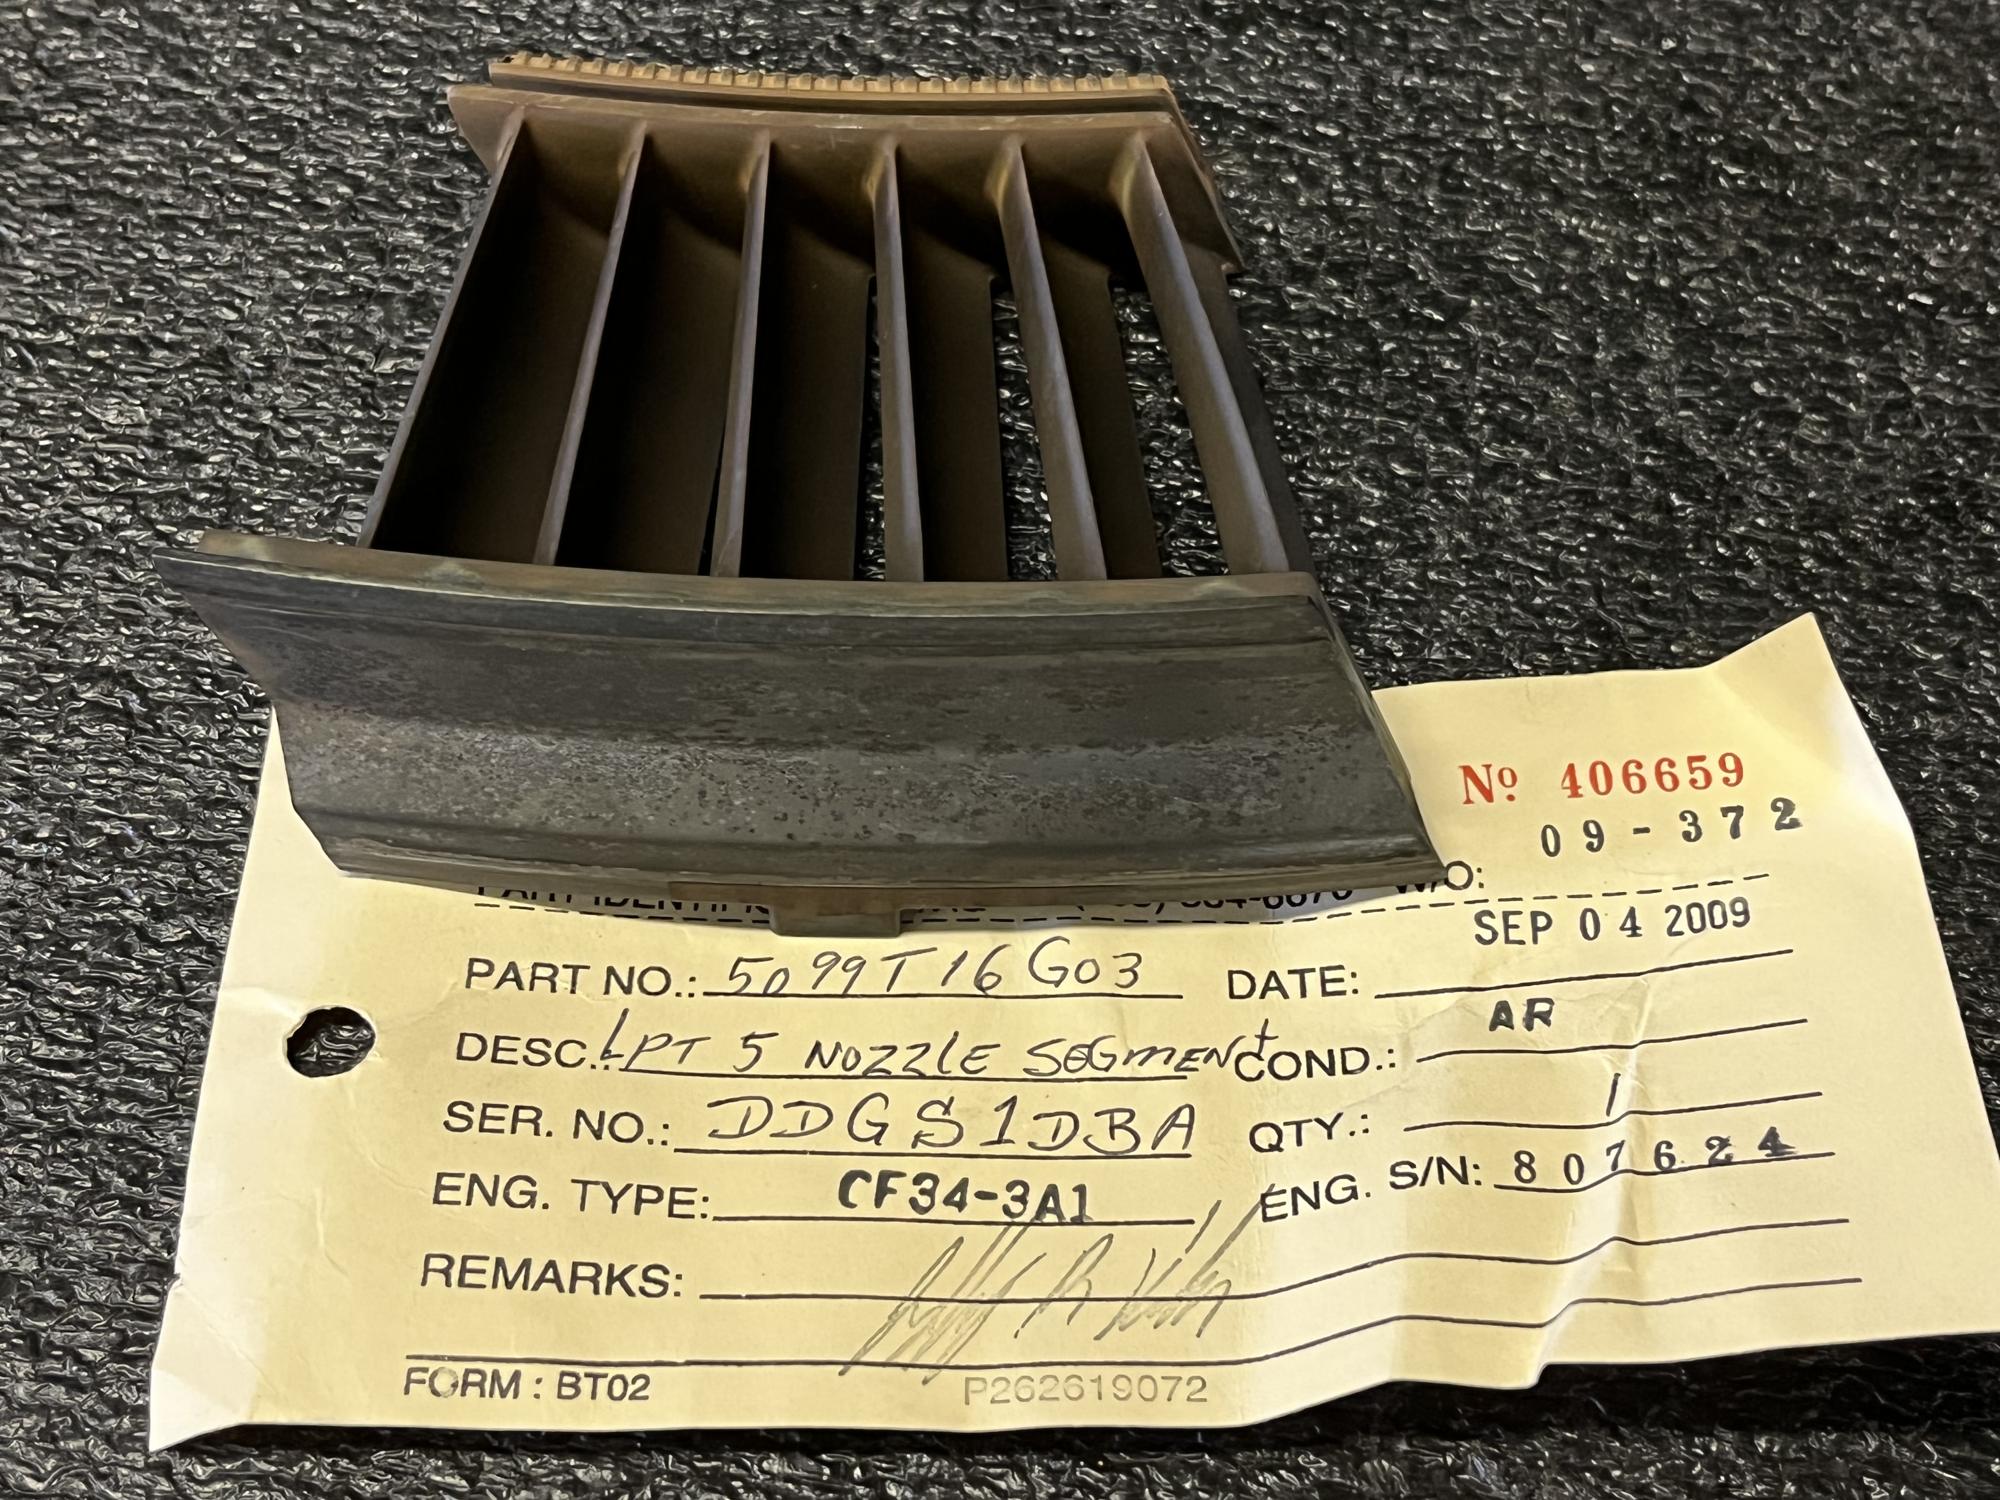 Nº 406659
09-372
W/O:
SEP 04 2009
PART NO.: 5099T16G03 DATE:
AR
DESC.: LPT 5 NOZZLE SEGMENt COND.:
SER. NO.: DDGS1DBA QTY.: 1
ENG. TYPE: CF34-3A1 ENG. S/N: 807624
REMARKS:
FORM : BT02 P262619072